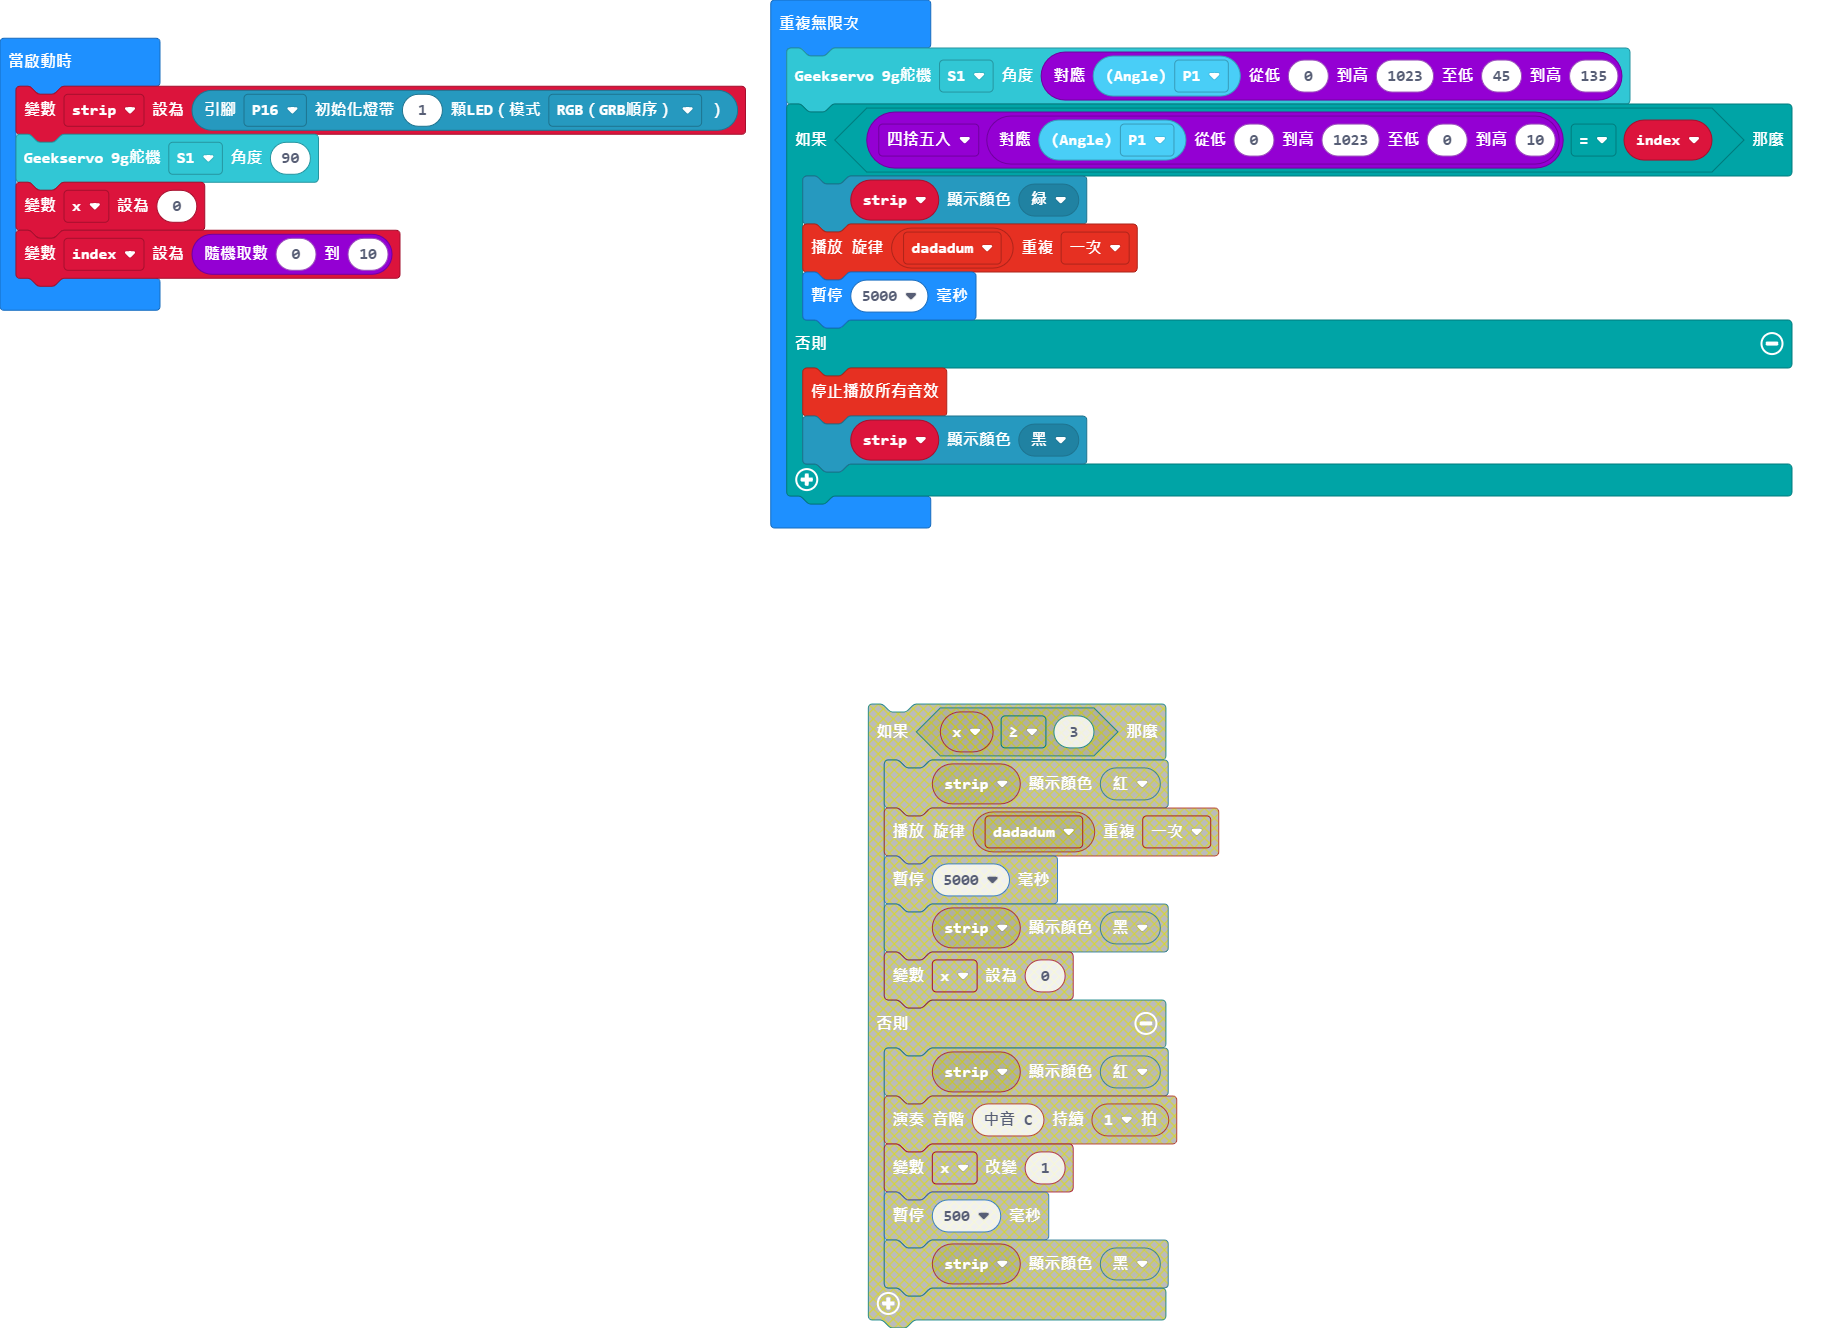 當啟動時
變數 strip 設為 引腳 P16 初始化燈帶 1 顆LED(模式 RGB(GRB順序) )
Geekservo 9g舵機 S1 角度 90
變數 x 設為 0
變數 index 設為 隨機取數 0 到 10
重複無限次
Geekservo 9g舵機 S1 角度 對應 (Angle) P1 從低 0 到高 1023 至低 45 到高 135
如果 四捨五入 對應 (Angle) P1 從低 0 到高 1023 至低 0 到高 10 = index 那麼
strip 顯示顏色 綠
播放 旋律 dadadum 重複 一次
暫停 5000 毫秒
否則
停止播放所有音效
strip 顯示顏色 黑
如果 x ≥ 3 那麼
strip 顯示顏色 紅
播放 旋律 dadadum 重複 一次
暫停 5000 毫秒
strip 顯示顏色 黑
變數 x 設為 0
否則
strip 顯示顏色 紅
演奏 音階 中音 C 持續 1 拍
變數 x 改變 1
暫停 500 毫秒
strip 顯示顏色 黑